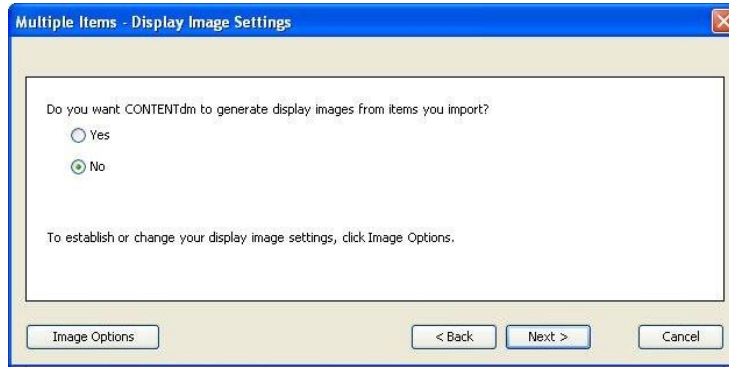 Multiple Items - Display Image Settings
Do you want CONTENTdm to generate display images from items you import?
Yes
No
To establish or change your display image settings, click Image Options.
Image Options
< Back
Next >
Cancel